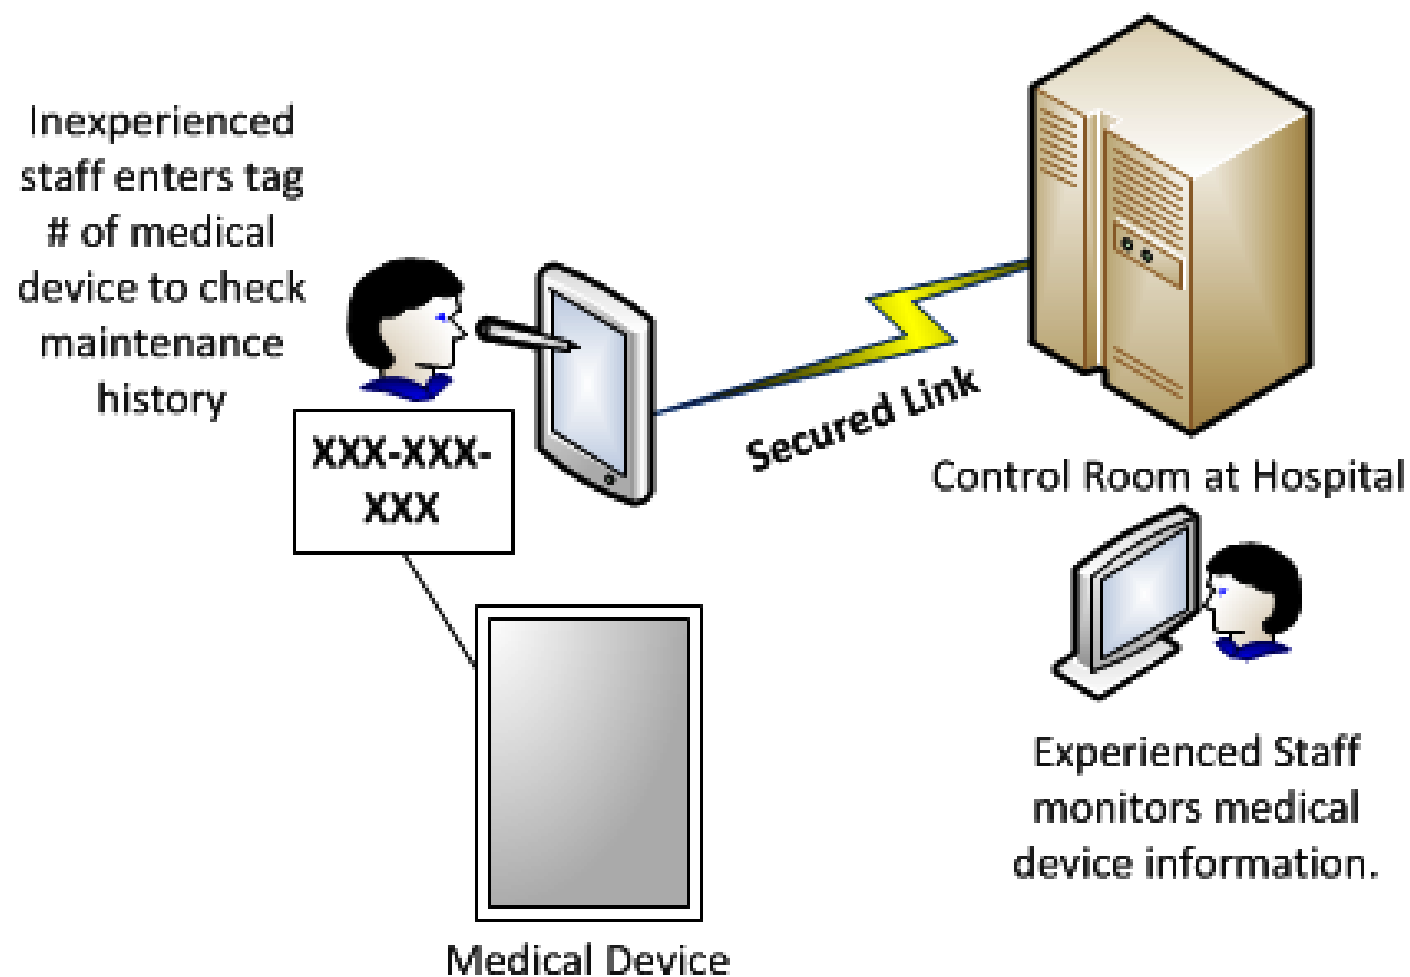 Inexperienced
staff enters tag
# of medical
device to check
maintenance
history
XXX-XXX-
XXX
Secured Link
Control Room at Hospital
Experienced Staff
monitors medical
device information.
Medical Device